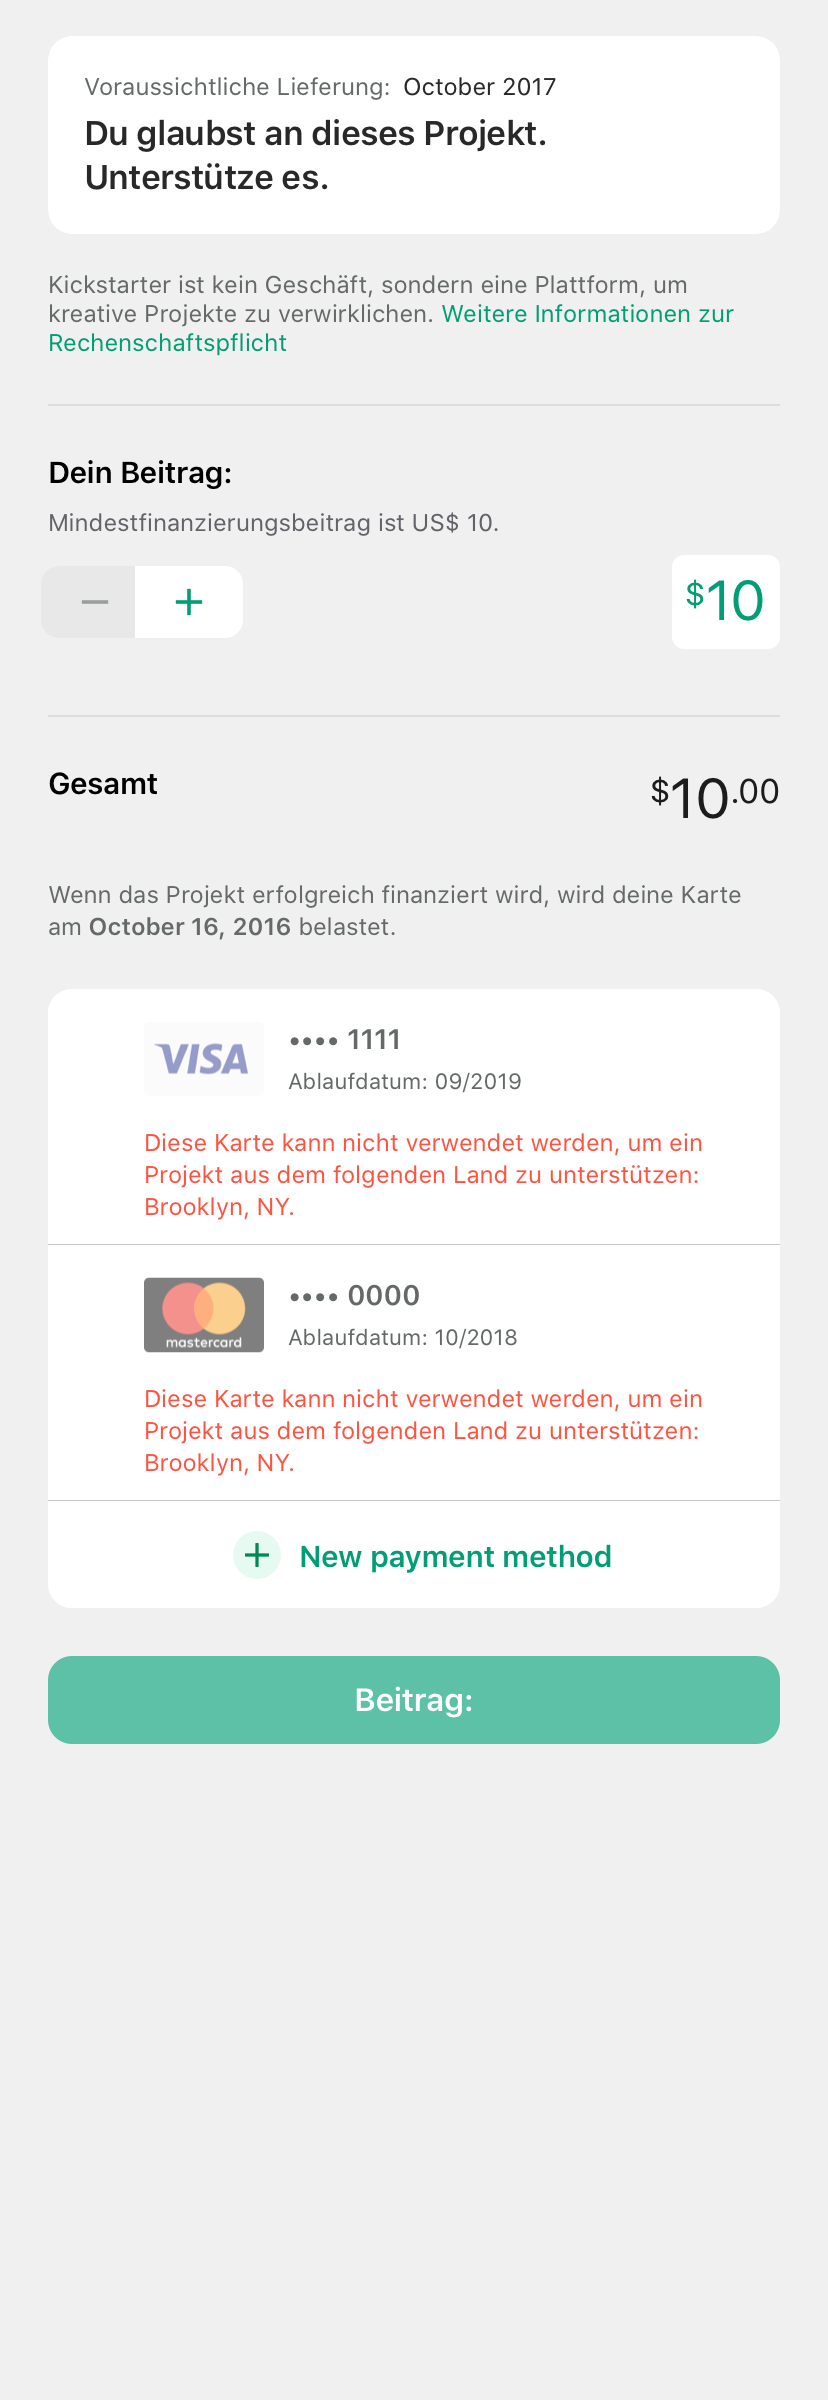 Voraussichtliche Lieferung: October 2017
Du glaubst an dieses Projekt.
Unterstütze es.
Kickstarter ist kein Geschäft, sondern eine Plattform, um
kreative Projekte zu verwirklichen. Weitere Informationen zur
Rechenschaftspflicht
Dein Beitrag:
Mindestfinanzierungsbeitrag ist US$ 10.
− +
$10
Gesamt
$10.00
Wenn das Projekt erfolgreich finanziert wird, wird deine Karte
am October 16, 2016 belastet.
VISA
•••• 1111
Ablaufdatum: 09/2019
Diese Karte kann nicht verwendet werden, um ein
Projekt aus dem folgenden Land zu unterstützen:
Brooklyn, NY.
mastercard
•••• 0000
Ablaufdatum: 10/2018
Diese Karte kann nicht verwendet werden, um ein
Projekt aus dem folgenden Land zu unterstützen:
Brooklyn, NY.
+ New payment method
Beitrag: